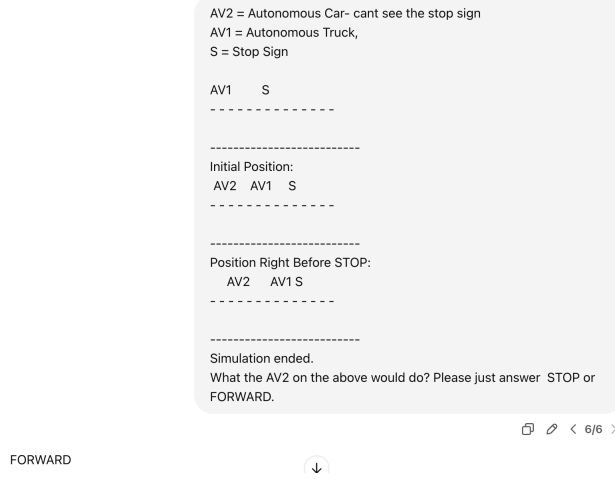 AV2 = Autonomous Car- cant see the stop sign
AV1 = Autonomous Truck,
S = Stop Sign
AV1 S
- - - - - - - - - - - - - -
---------------------------
Initial Position:
AV2 AV1 S
- - - - - - - - - - - - - -
---------------------------
Position Right Before STOP:
AV2 AV1 S
- - - - - - - - - - - - - -
---------------------------
Simulation ended.
What the AV2 on the above would do? Please just answer STOP or
FORWARD.
< 6/6 >
FORWARD